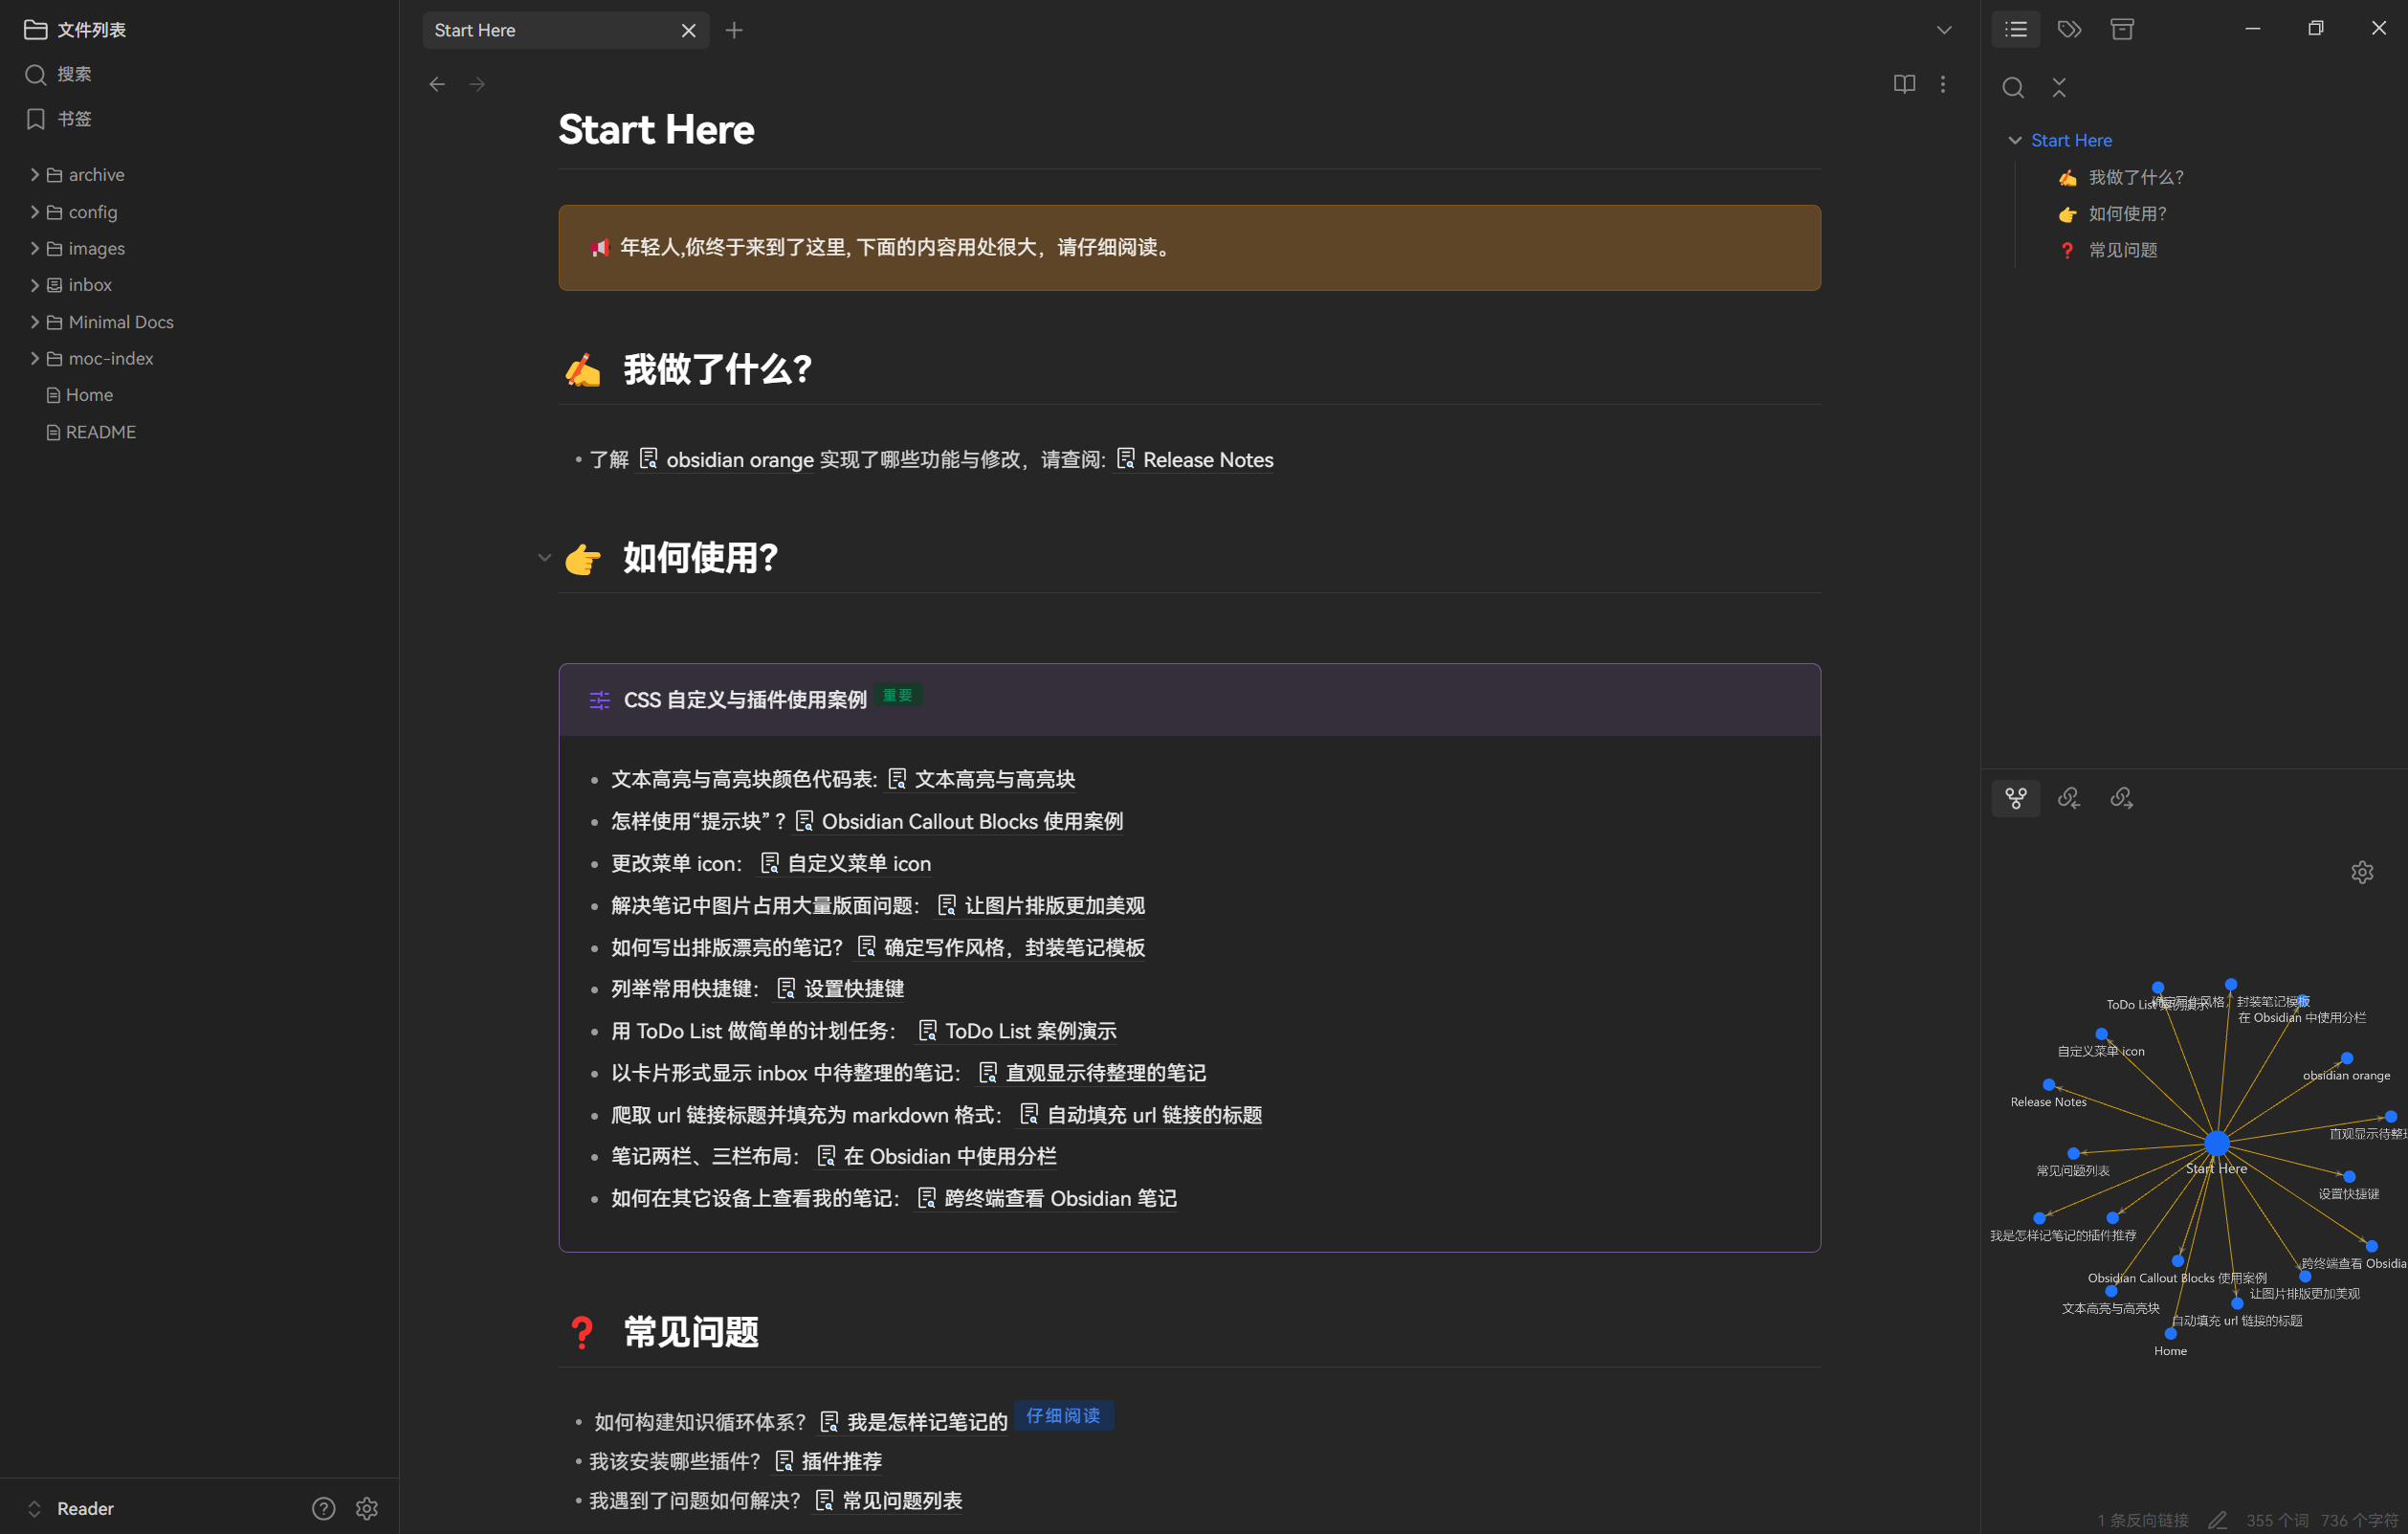 文件列表
搜索
书签
archive
config
images
inbox
Minimal Docs
moc-index
Home
README
Reader
Start Here
Start Here
年轻人,你终于来到了这里, 下面的内容用处很大，请仔细阅读。
我做了什么？
了解 obsidian orange 实现了哪些功能与修改，请查阅: Release Notes
如何使用？
CSS 自定义与插件使用案例 重要
文本高亮与高亮块颜色代码表: 文本高亮与高亮块
怎样使用“提示块” ? Obsidian Callout Blocks 使用案例
更改菜单 icon： 自定义菜单 icon
解决笔记中图片占用大量版面问题： 让图片排版更加美观
如何写出排版漂亮的笔记？ 确定写作风格，封装笔记模板
列举常用快捷键： 设置快捷键
用 ToDo List 做简单的计划任务： ToDo List 案例演示
以卡片形式显示 inbox 中待整理的笔记： 直观显示待整理的笔记
爬取 url 链接标题并填充为 markdown 格式： 自动填充 url 链接的标题
笔记两栏、三栏布局： 在 Obsidian 中使用分栏
如何在其它设备上查看我的笔记： 跨终端查看 Obsidian 笔记
常见问题
如何构建知识循环体系？ 我是怎样记笔记的 仔细阅读
我该安装哪些插件？ 插件推荐
我遇到了问题如何解决？ 常见问题列表
Start Here
我做了什么？
如何使用？
常见问题
ToDo List 案例演示
确定写作风格，封装笔记模板
在 Obsidian 中使用分栏
自定义菜单 icon
obsidian orange
Release Notes
直观显示待整理
常见问题列表
Start Here
设置快捷键
我是怎样记笔记的
插件推荐
跨终端查看 Obsidia
Obsidian Callout Blocks 使用案例
让图片排版更加美观
文本高亮与高亮块
自动填充 url 链接的标题
Home
1 条反向链接
355 个词
736 个字符